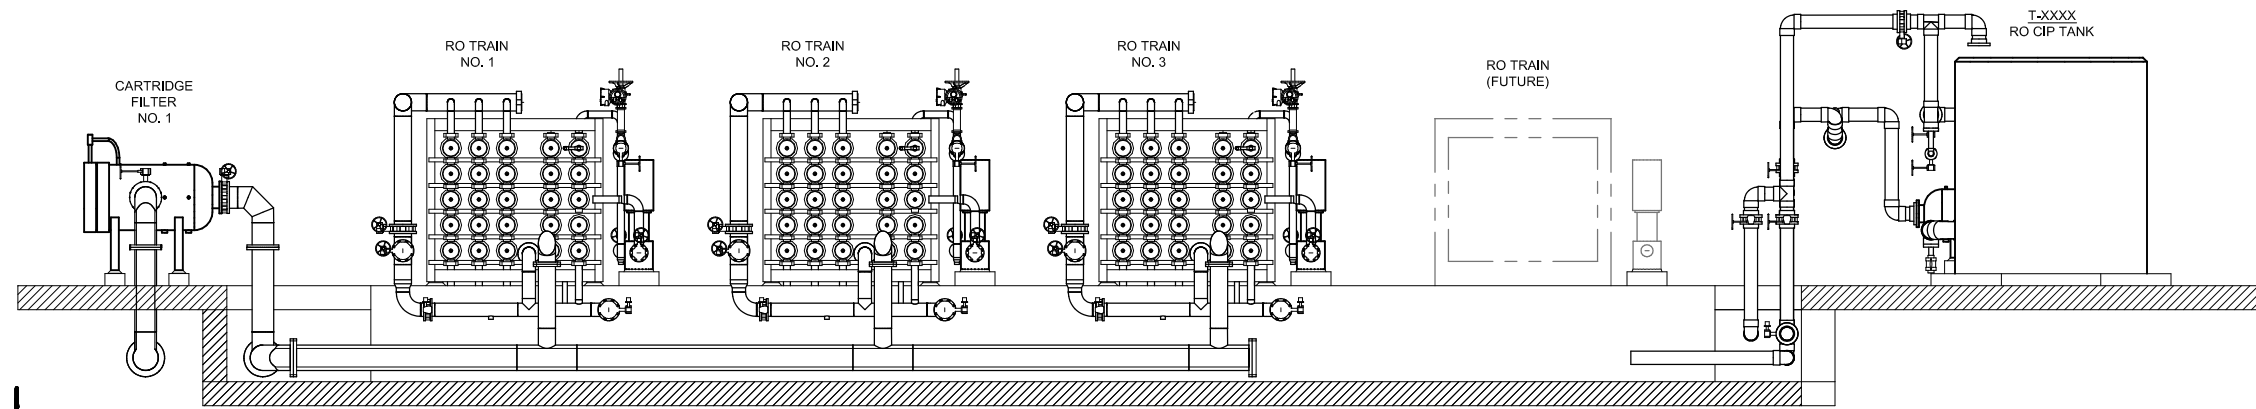 CARTRIDGE
FILTER
NO. 1
RO TRAIN
NO. 1
RO TRAIN
NO. 2
RO TRAIN
NO. 3
RO TRAIN
(FUTURE)
T-XXXX
RO CIP TANK